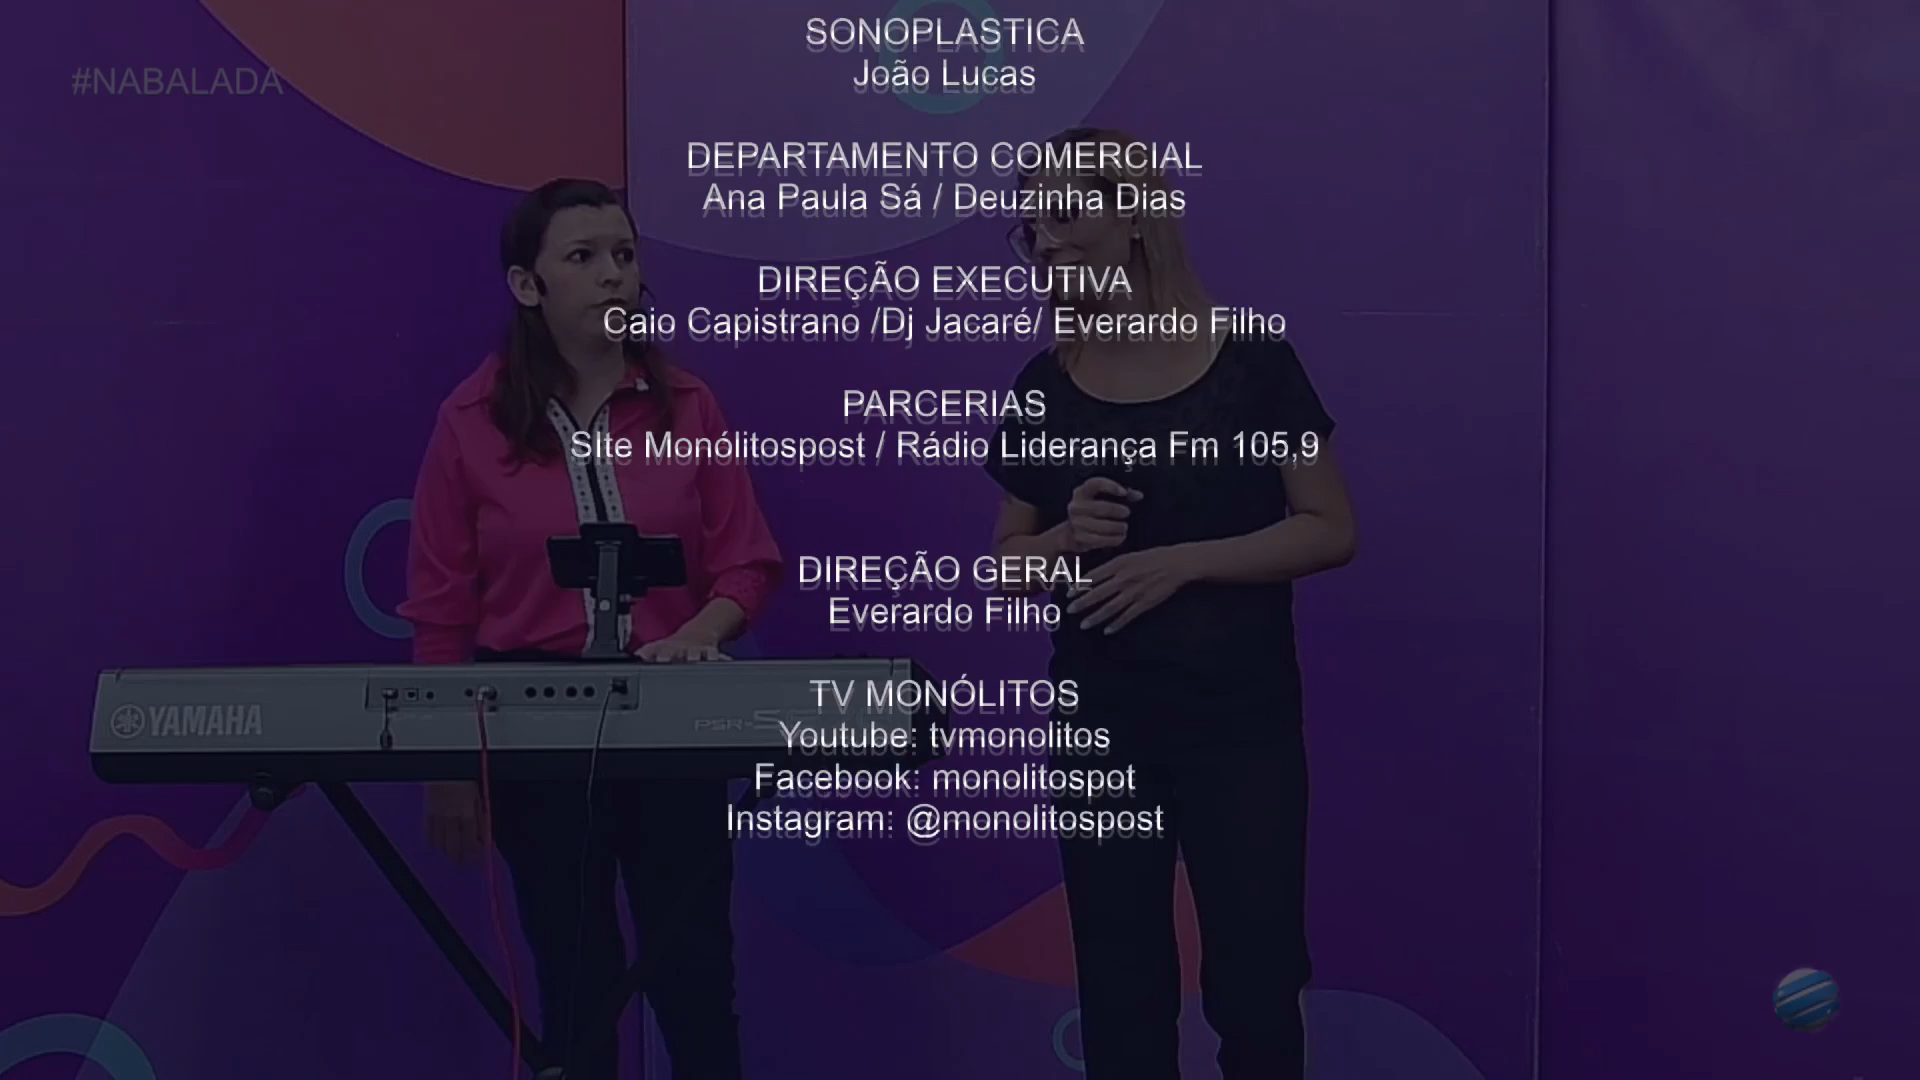 SONOPLASTICA
João Lucas
#NABALADA
DEPARTAMENTO COMERCIAL
Ana Paula Sá / Deuzinha Dias
DIREÇÃO EXECUTIVA
Caio Capistrano /Dj Jacaré/ Everardo Filho
PARCERIAS
SIte Monólitospost / Rádio Liderança Fm 105,9
DIREÇÃO GERAL
Everardo Filho
TV MONÓLITOS
YAMAHA
PSR-S
Youtube: tvmonolitos
Facebook: monolitospot
Instagram: @monolitospost